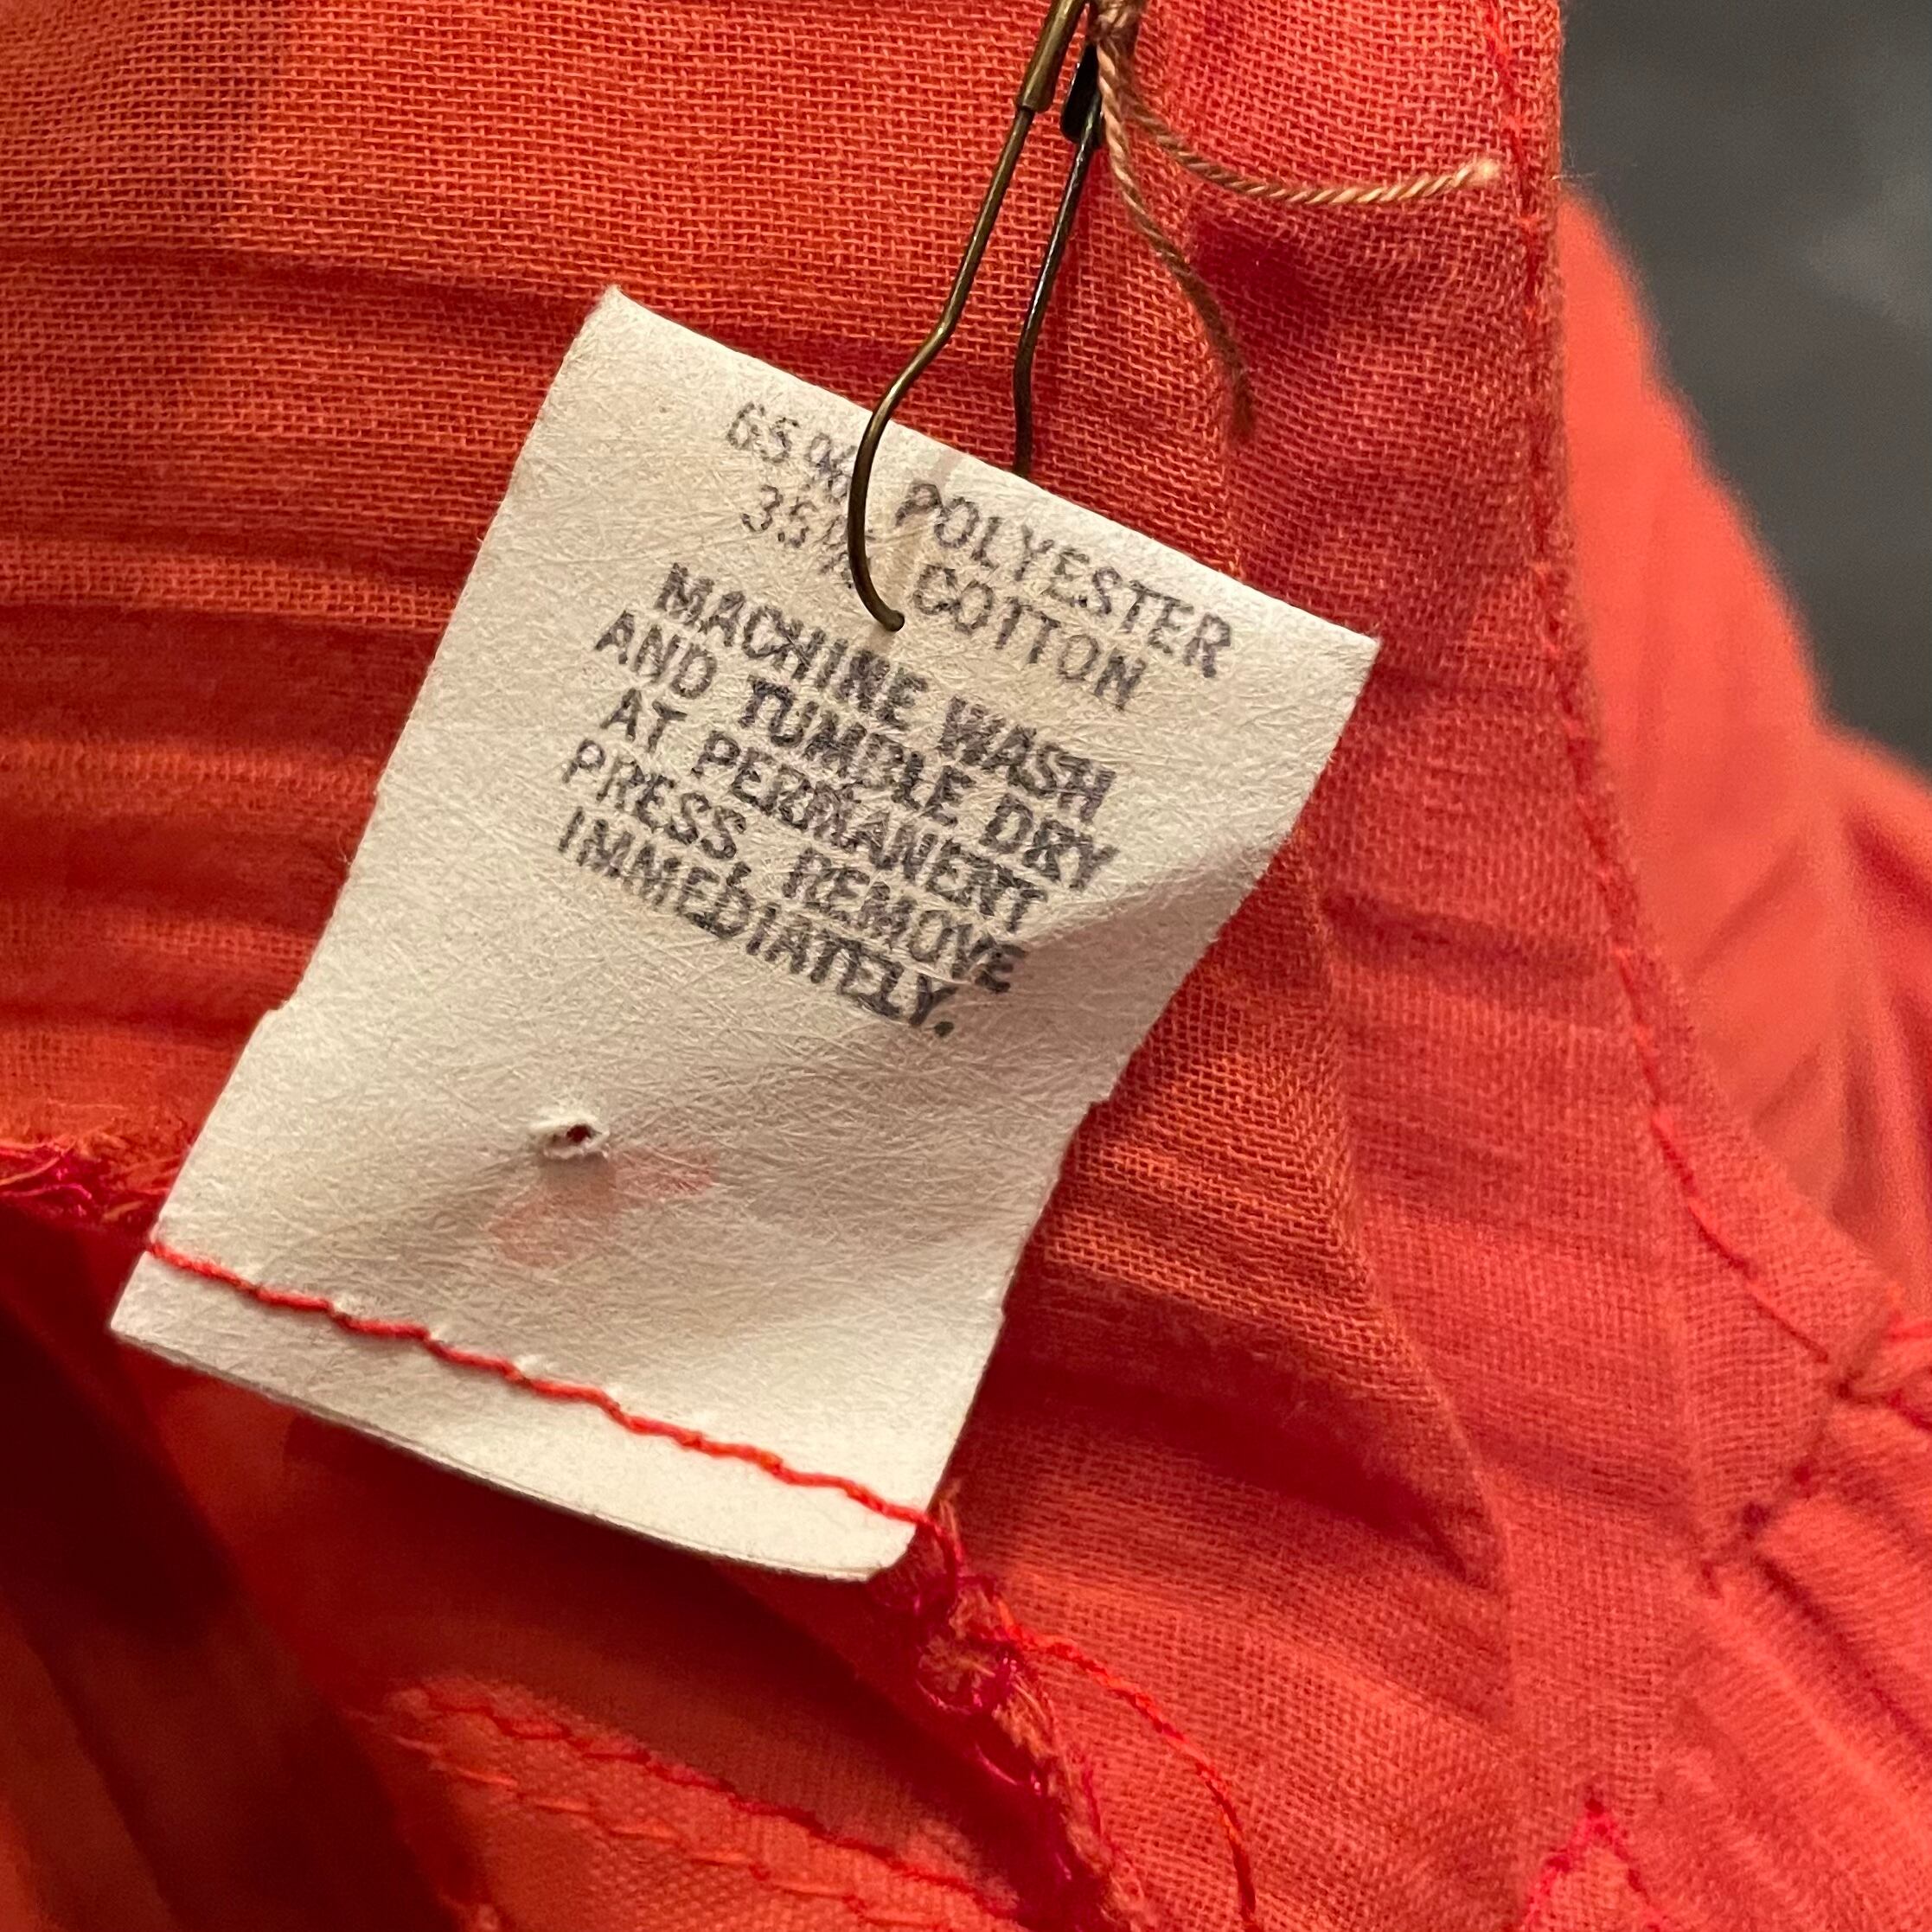 65% POLYESTER
35% COTTON
MACHINE WASH
AND TUMBLE DRY
AT PERMANENT
PRESS, REMOVE
IMMEDIATELY.